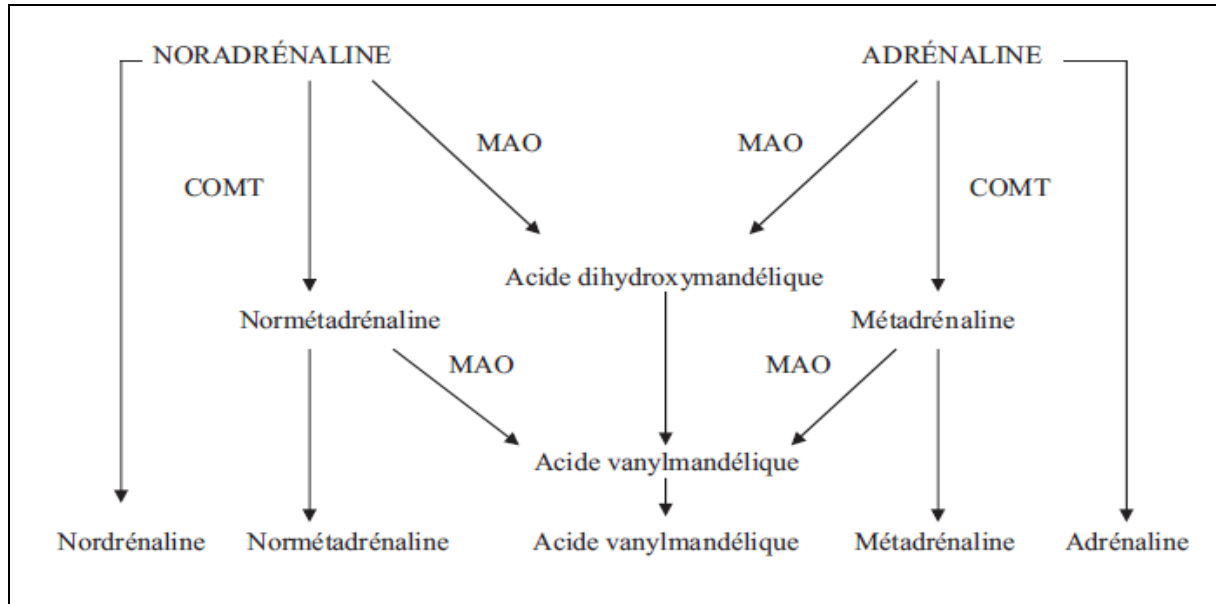 NORADRÉNALINE ADRÉNALINE
MAO MAO
COMT COMT
Acide dihydroxymandélique
Normétadrénaline Métadrénaline
MAO MAO
Acide vanylmandélique
Nordrénaline Normétadrénaline Acide vanylmandélique Métadrénaline Adrénaline